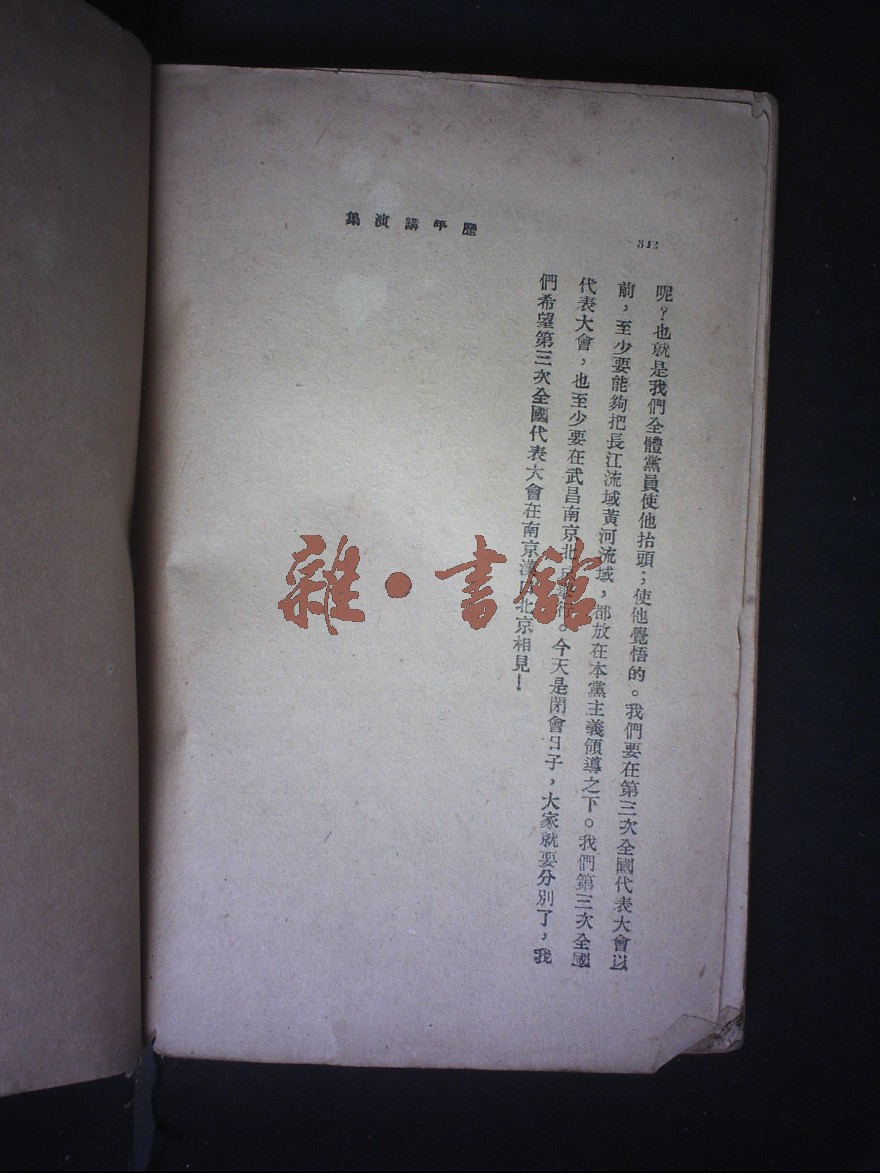 歷年講演集
312
呢？也就是我們全體黨員使他抬頭；使他覺悟的。我們要在第三次全國代表大會以
前，至少要能夠把長江流域黃河流域，都放在本黨主義領導之下。我們第三次全國
代表大會，也至少要在武昌南京北京舉行。今天是閉會日子，大家就要分別了，我
們希望第三次全國代表大會在南京漢口北京相見！
雜·書館